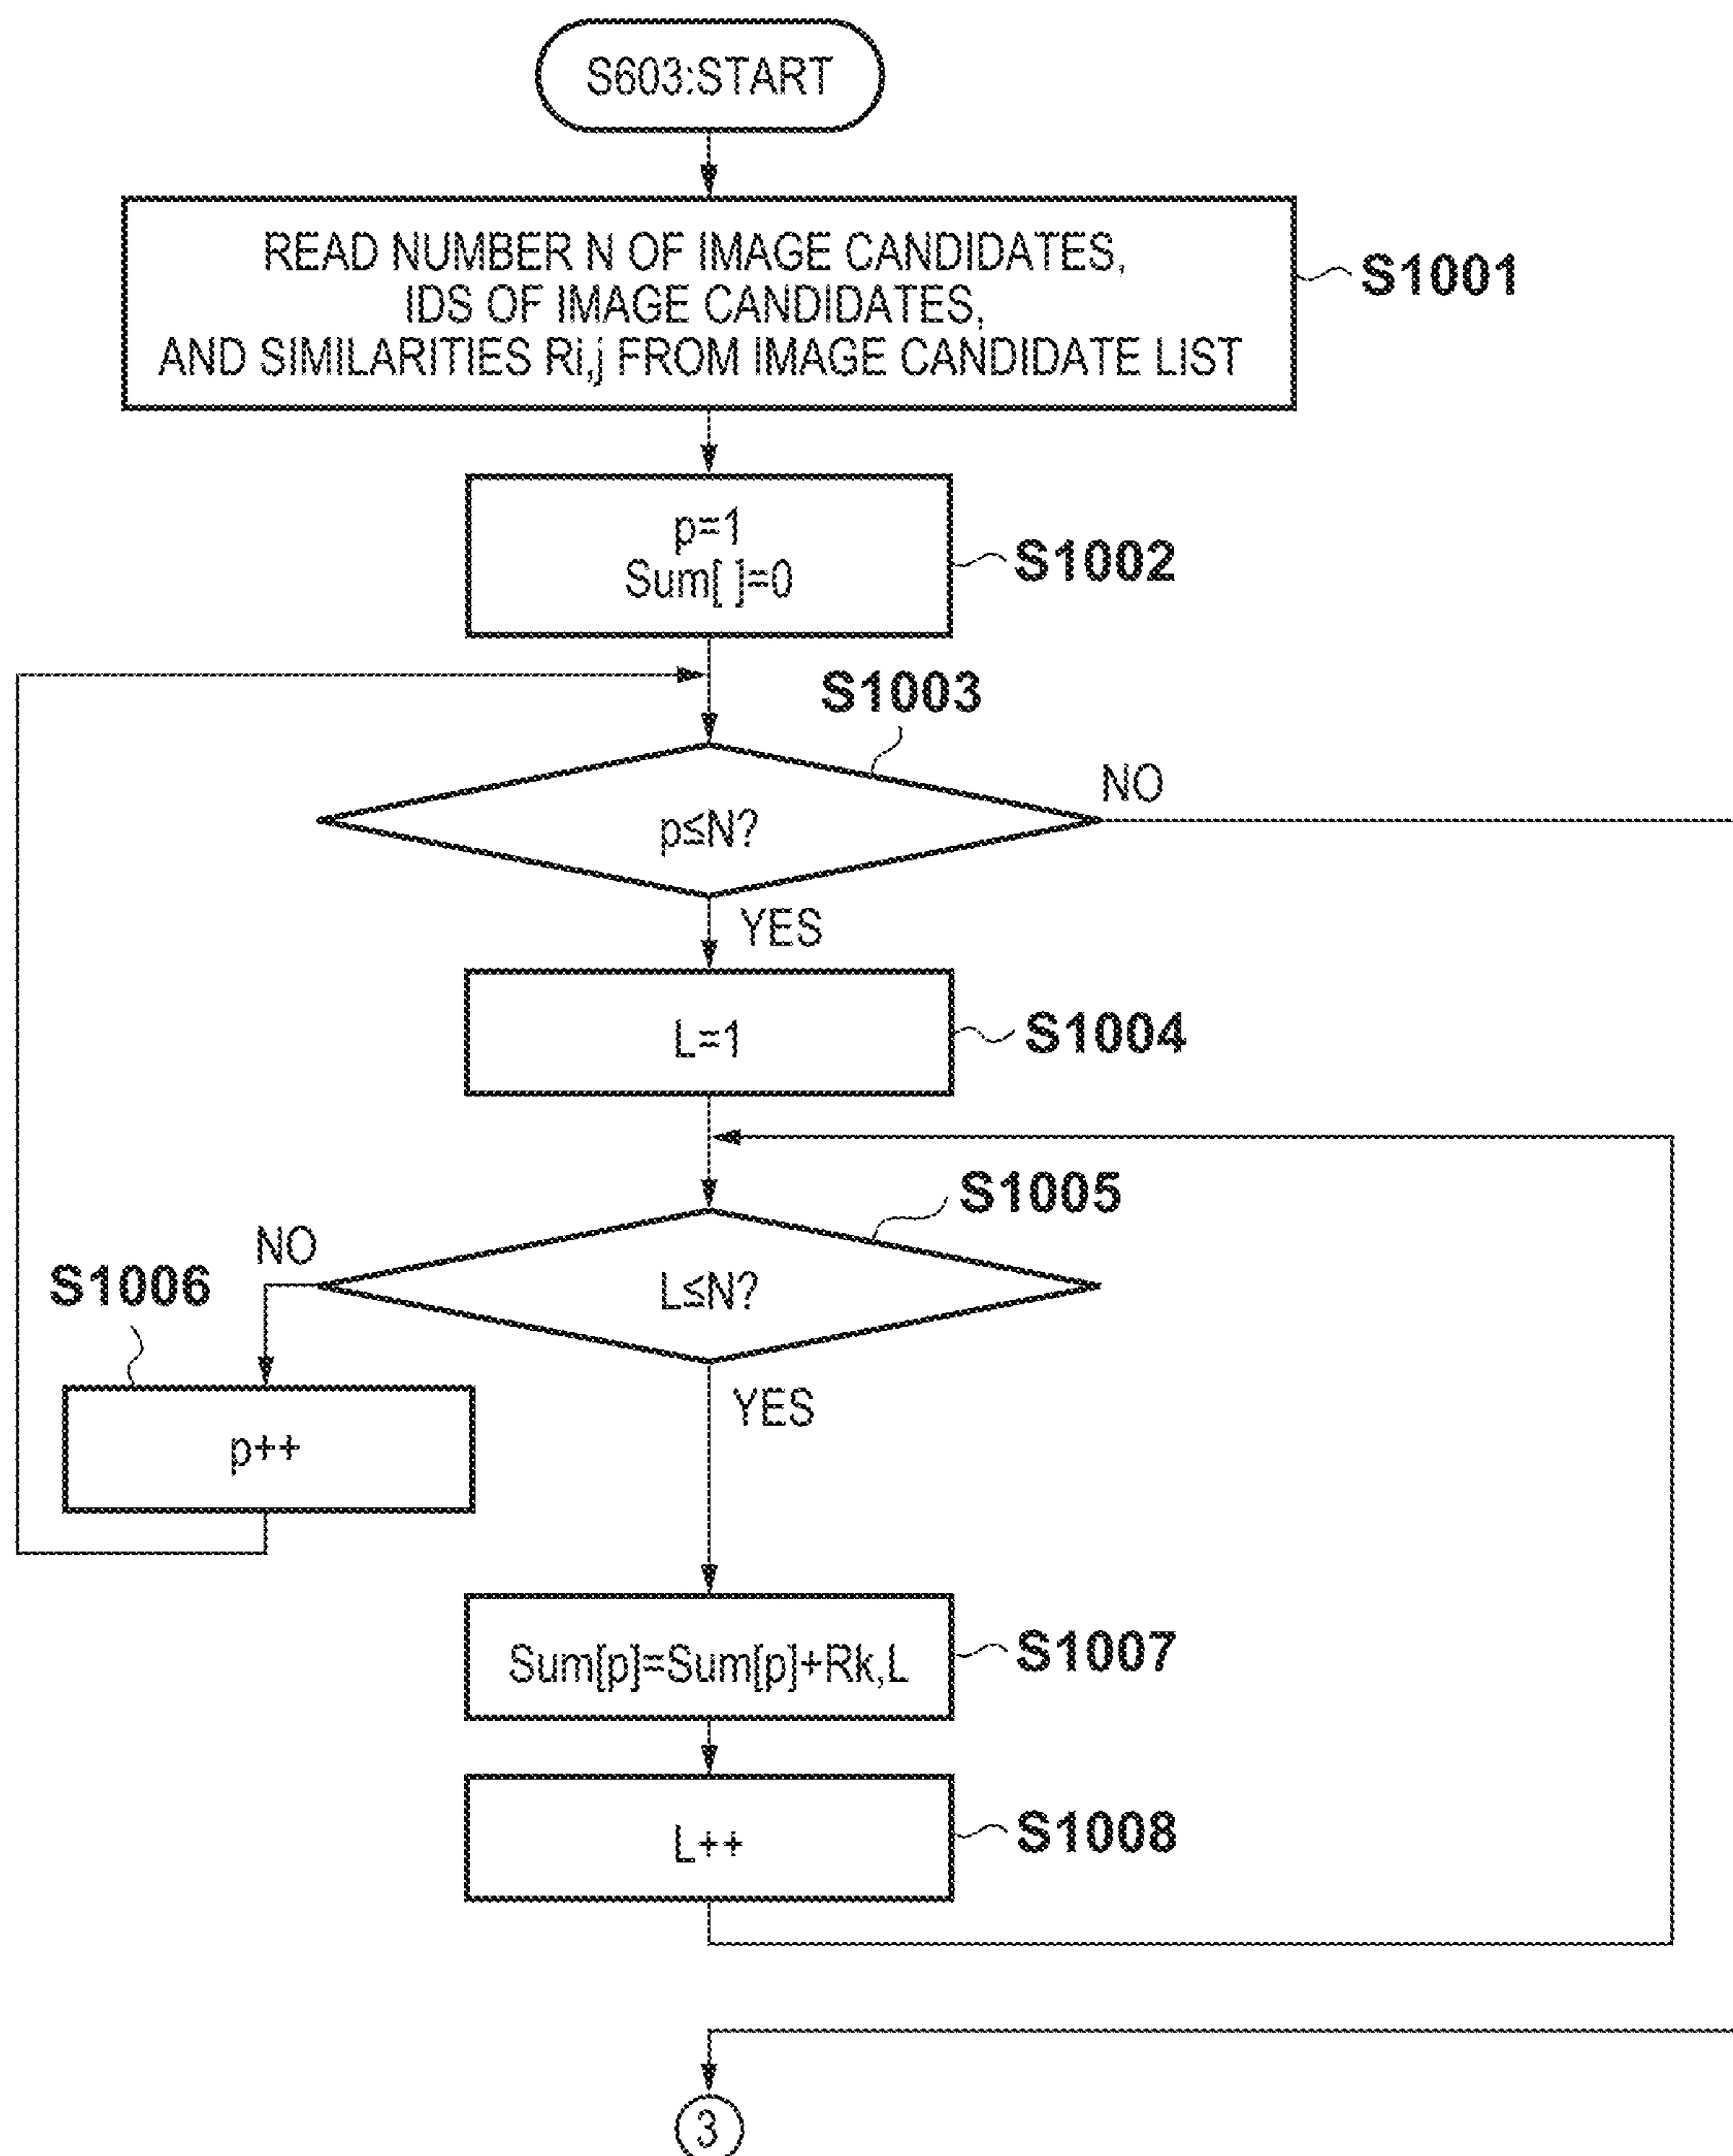 S603:START
READ NUMBER N OF IMAGE CANDIDATES,
IDS OF IMAGE CANDIDATES,
AND SIMILARITIES Ri,j FROM IMAGE CANDIDATE LIST
S1001
p=1
Sum[ ]=0
S1002
S1003
p≤N?
NO
YES
L=1
S1004
S1005
L≤N?
NO
S1006
YES
p++
Sum[p]=Sum[p]+Rk,L
S1007
L++
S1008
3